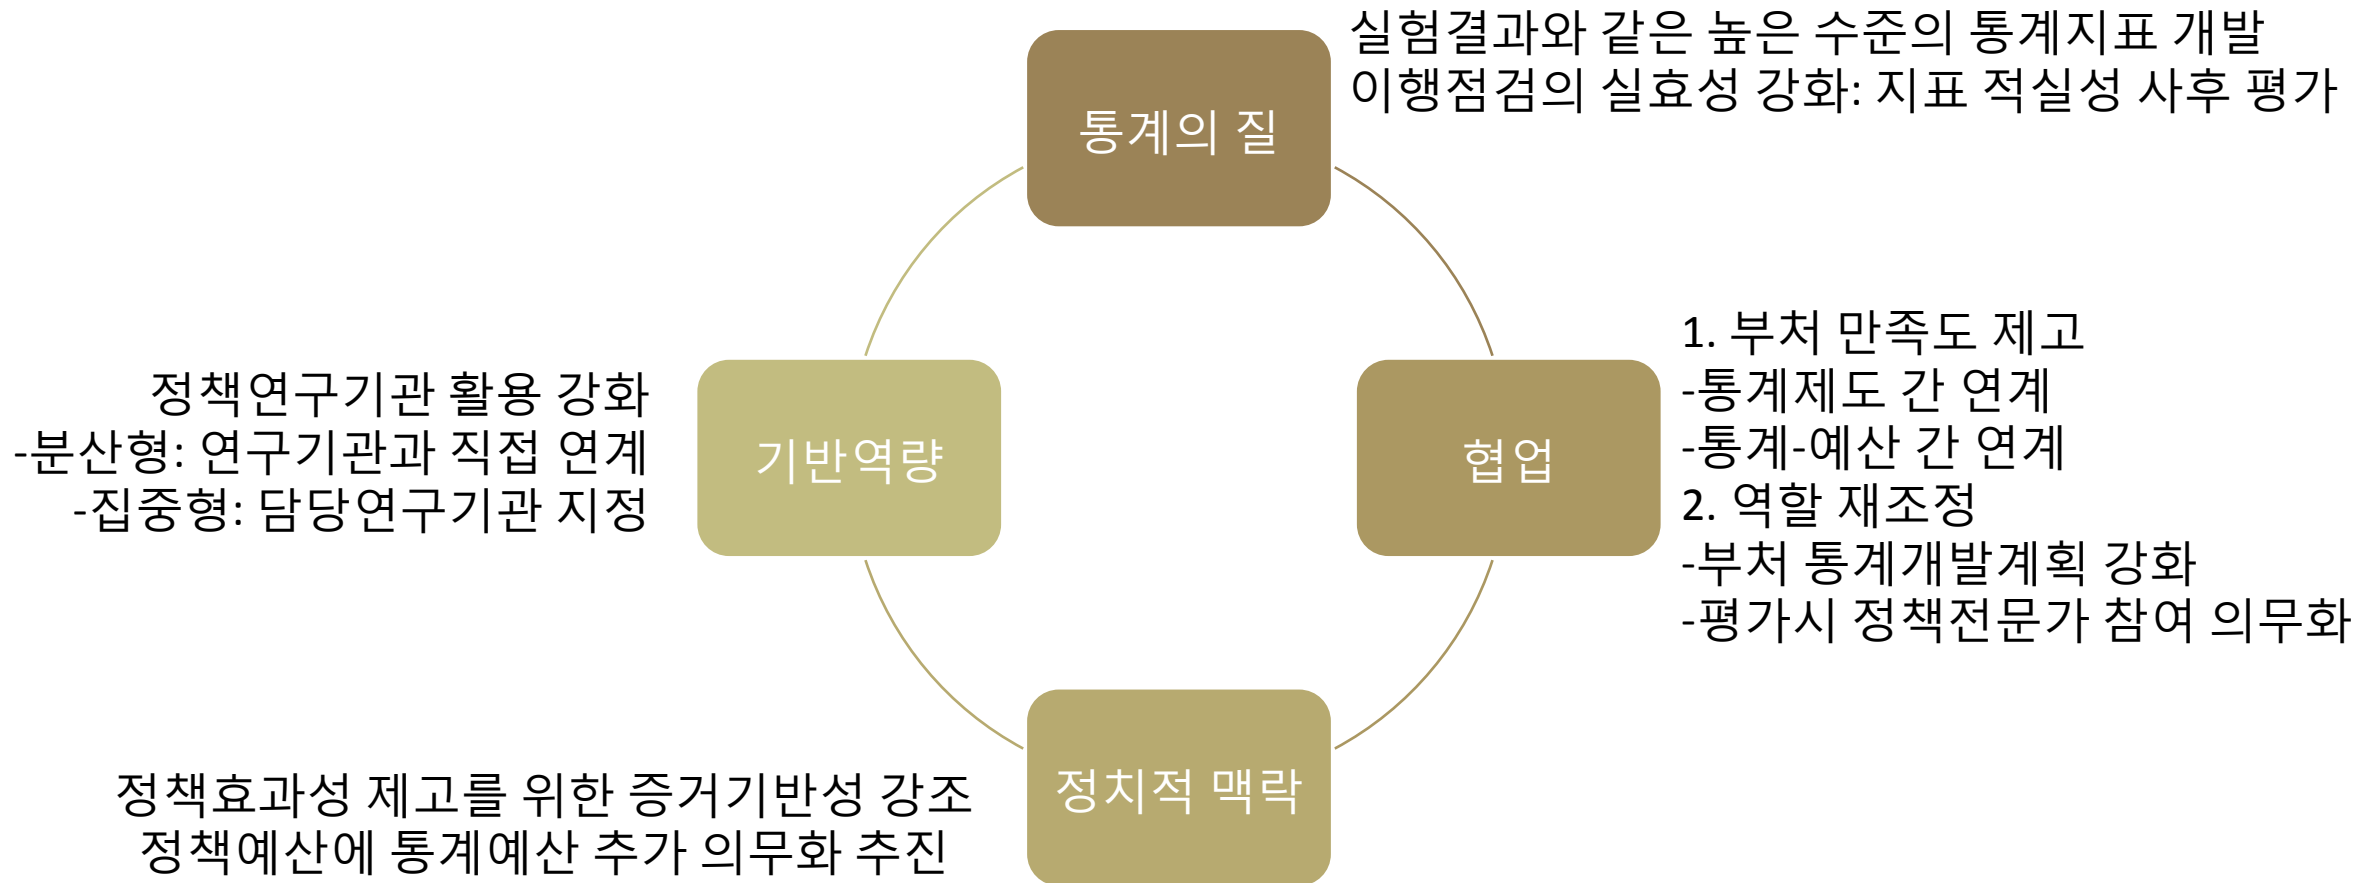 통계의 질
실험결과와 같은 높은 수준의 통계지표 개발
이행점검의 실효성 강화: 지표 적실성 사후 평가
협업
1. 부처 만족도 제고
-통계제도 간 연계
-통계-예산 간 연계
2. 역할 재조정
-부처 통계개발계획 강화
-평가시 정책전문가 참여 의무화
정치적 맥락
정책효과성 제고를 위한 증거기반성 강조
정책예산에 통계예산 추가 의무화 추진
기반역량
정책연구기관 활용 강화
-분산형: 연구기관과 직접 연계
-집중형: 담당연구기관 지정